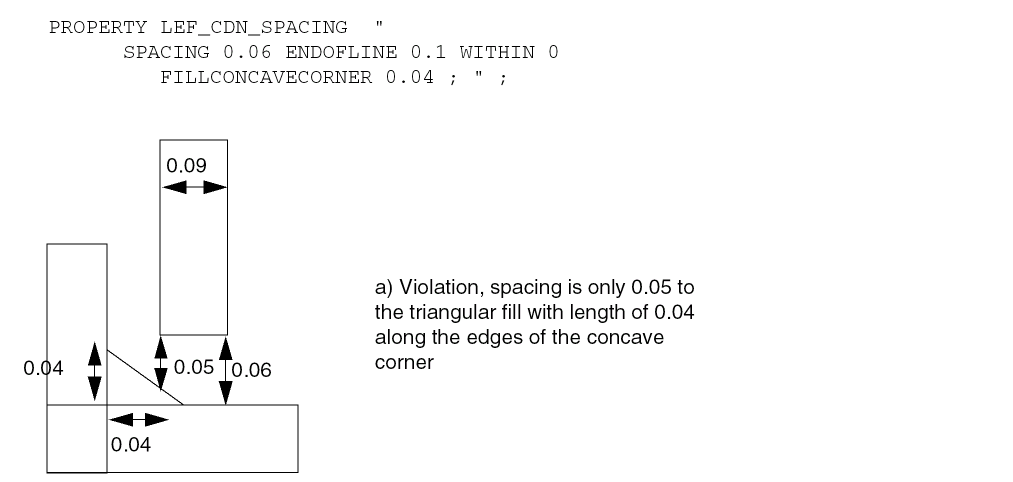 PROPERTY LEF_CDN_SPACING "
SPACING 0.06 ENDOFLINE 0.1 WITHIN 0
FILLCONCAVECORNER 0.04 ; " ;
0.09
a) Violation, spacing is only 0.05 to
the triangular fill with length of 0.04
along the edges of the concave
corner
0.04
0.05
0.06
0.04